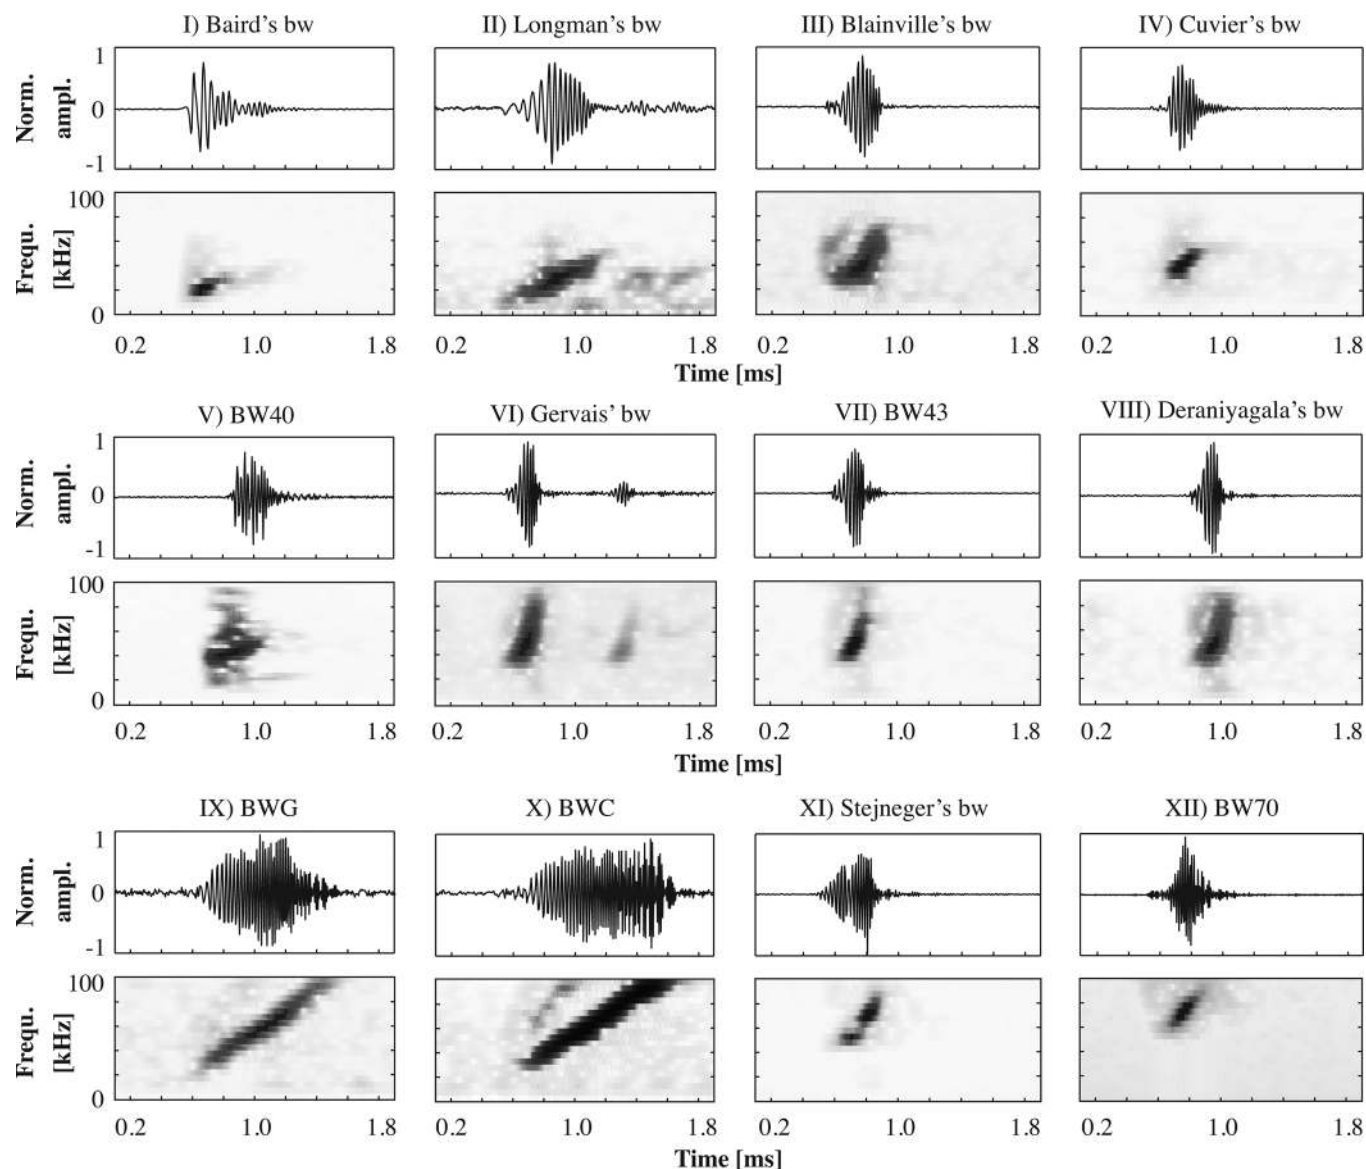 I) Baird’s bw
II) Longman’s bw
III) Blainville’s bw
IV) Cuvier’s bw
Norm.
ampl.
1
0
-1
Frequ.
[kHz]
100
0
0.2 1.0 1.8
0.2 1.0 1.8
0.2 1.0 1.8
0.2 1.0 1.8
Time [ms]
V) BW40
VI) Gervais’ bw
VII) BW43
VIII) Deraniyagala’s bw
Norm.
ampl.
1
0
-1
Frequ.
[kHz]
100
0
0.2 1.0 1.8
0.2 1.0 1.8
0.2 1.0 1.8
0.2 1.0 1.8
Time [ms]
IX) BWG
X) BWC
XI) Stejneger’s bw
XII) BW70
Norm.
ampl.
1
0
-1
Frequ.
[kHz]
100
0
0.2 1.0 1.8
0.2 1.0 1.8
0.2 1.0 1.8
0.2 1.0 1.8
Time [ms]